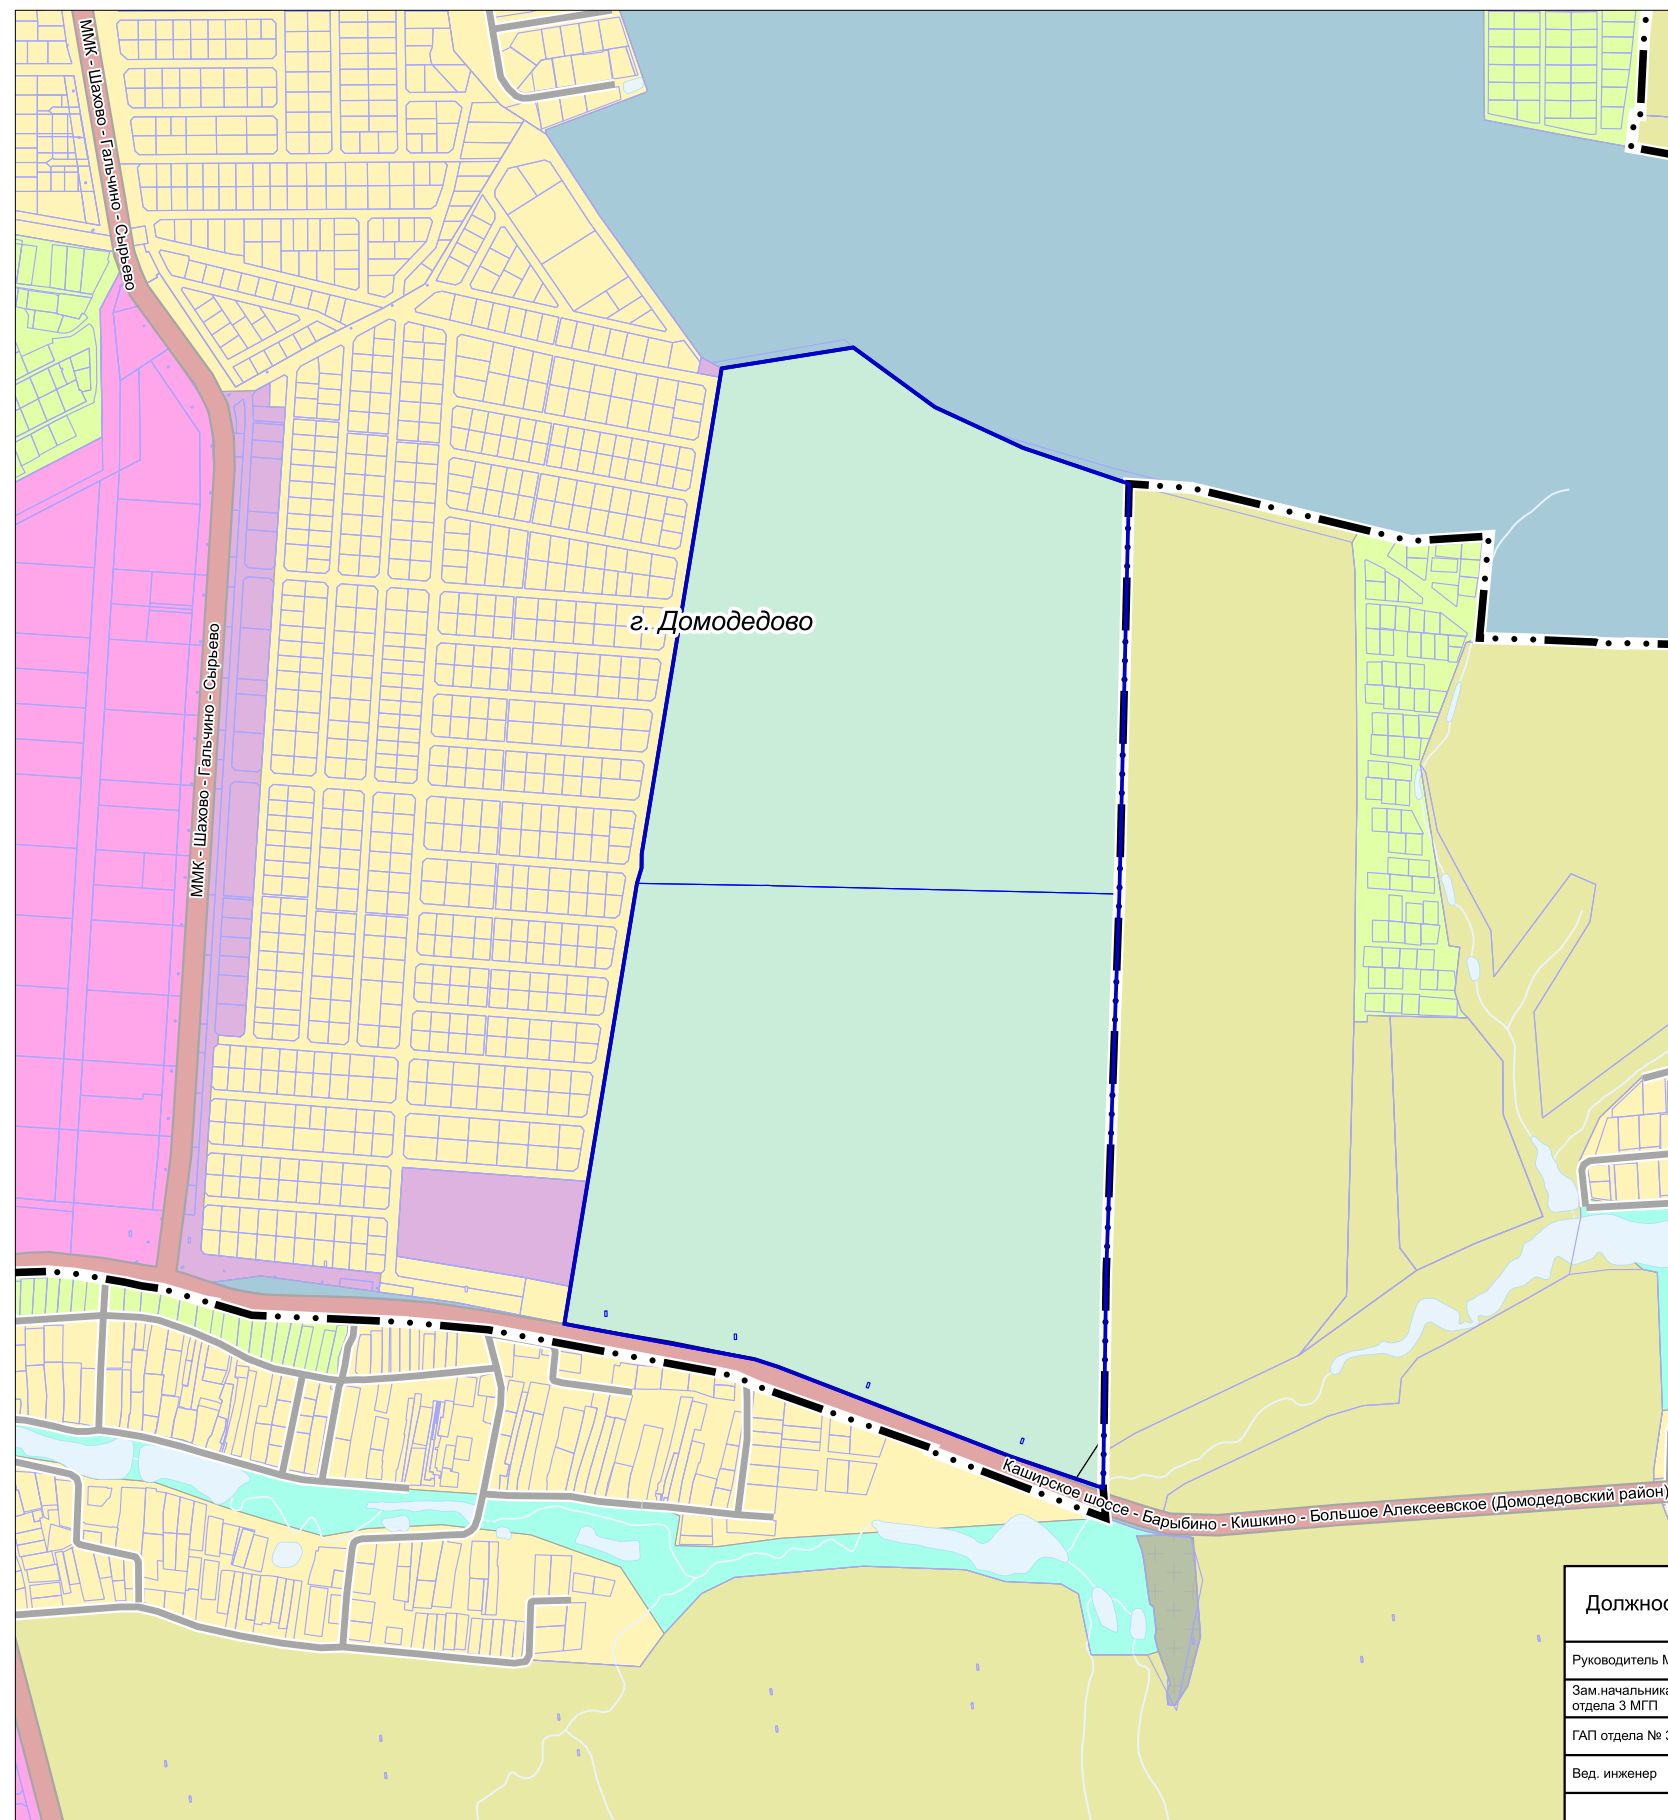 ММК - Шахово - Гальчино - Сырьево
г. Домодедово
ММК - Шахово - Гальчино - Сырьево
Каширское шоссе - Барыбино - Кишкино - Большое Алексеевское (Домодедовский район)
Должнос
Руководитель М
Зам.начальника
отдела 3 МГП
ГАП отдела №
Вед. инженер